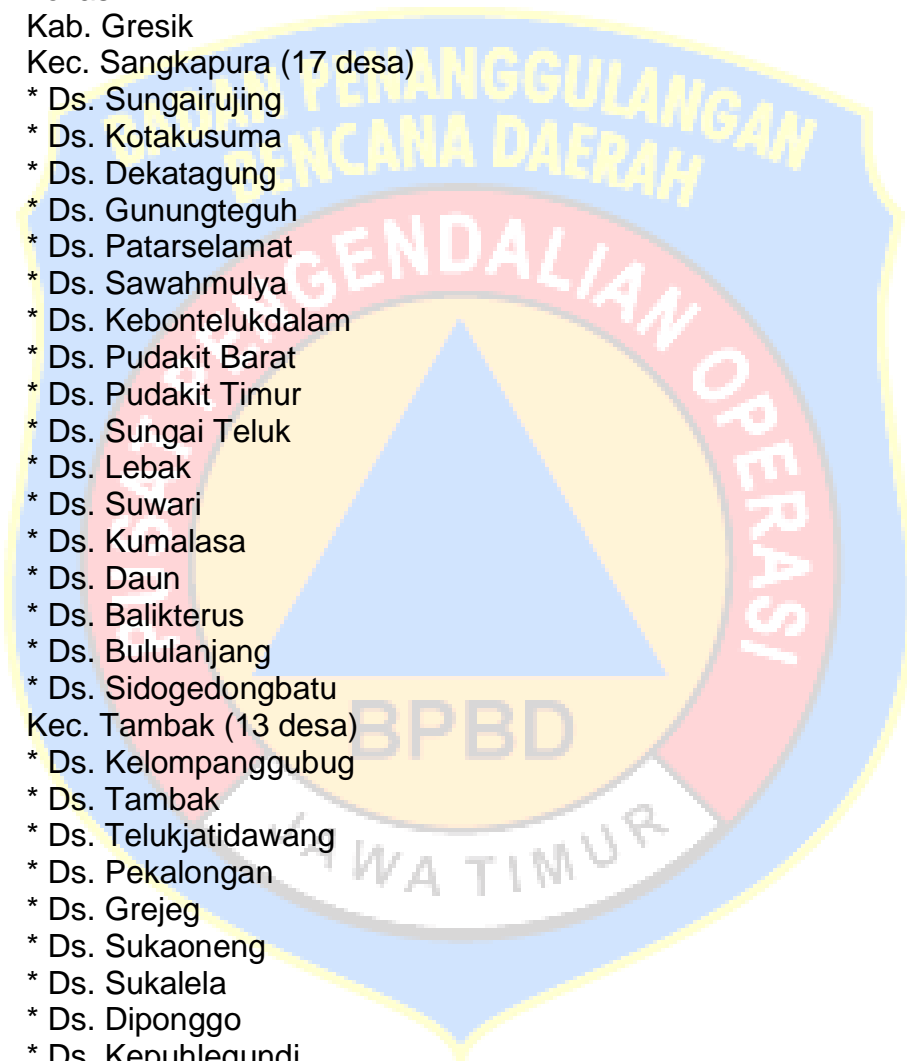 Kab. Gresik
Kec. Sangkapura (17 desa)
* Ds. Sungairujing
* Ds. Kotakusuma
* Ds. Dekatagung
* Ds. Gunungteguh
* Ds. Patarselamat
* Ds. Sawahmulya
* Ds. Kebontelukdalam
* Ds. Pudakit Barat
* Ds. Pudakit Timur
* Ds. Sungai Teluk
* Ds. Lebak
* Ds. Suwari
* Ds. Kumalasa
* Ds. Daun
* Ds. Balikterus
* Ds. Bululanjang
* Ds. Sidogedongbatu
Kec. Tambak (13 desa)
* Ds. Kelompanggubug
* Ds. Tambak
* Ds. Telukjatidawang
* Ds. Pekalongan
* Ds. Grejeg
* Ds. Sukaoneng
* Ds. Sukalela
* Ds. Diponggo
* Ds. Kepuhlegundi
BADAN PENANGGULANGAN
BENCANA DAERAH
PUSAT PENGENDALIAN OPERASI
BPBD
JAWA TIMUR